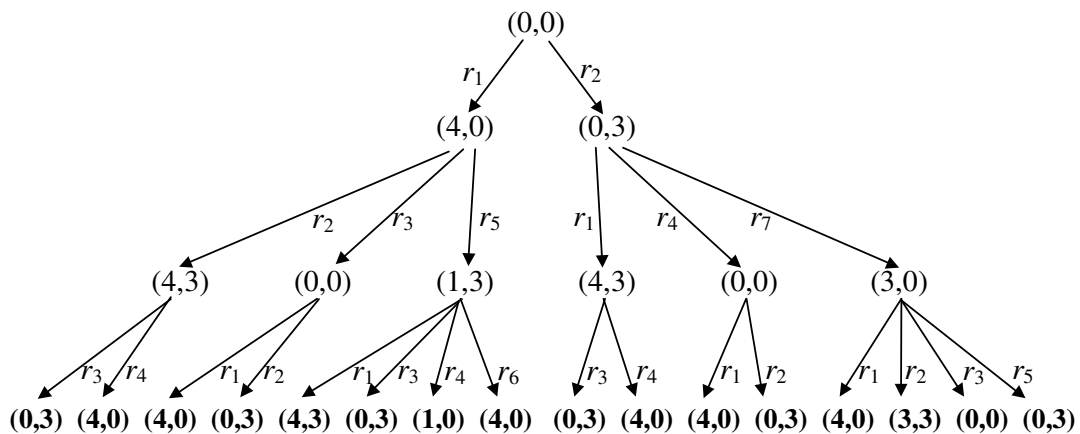 (0,0)
r₁ r₂
(4,0) (0,3)
r₂ r₃ r₅ r₁ r₄ r₇
(4,3) (0,0) (1,3) (4,3) (0,0) (3,0)
r₃ r₄ r₁ r₂ r₁ r₃ r₄ r₆ r₃ r₄ r₁ r₂ r₁ r₂ r₃ r₅
(0,3) (4,0) (4,0) (0,3) (4,3) (0,3) (1,0) (4,0) (0,3) (4,0) (4,0) (0,3) (4,0) (3,3) (0,0) (0,3)